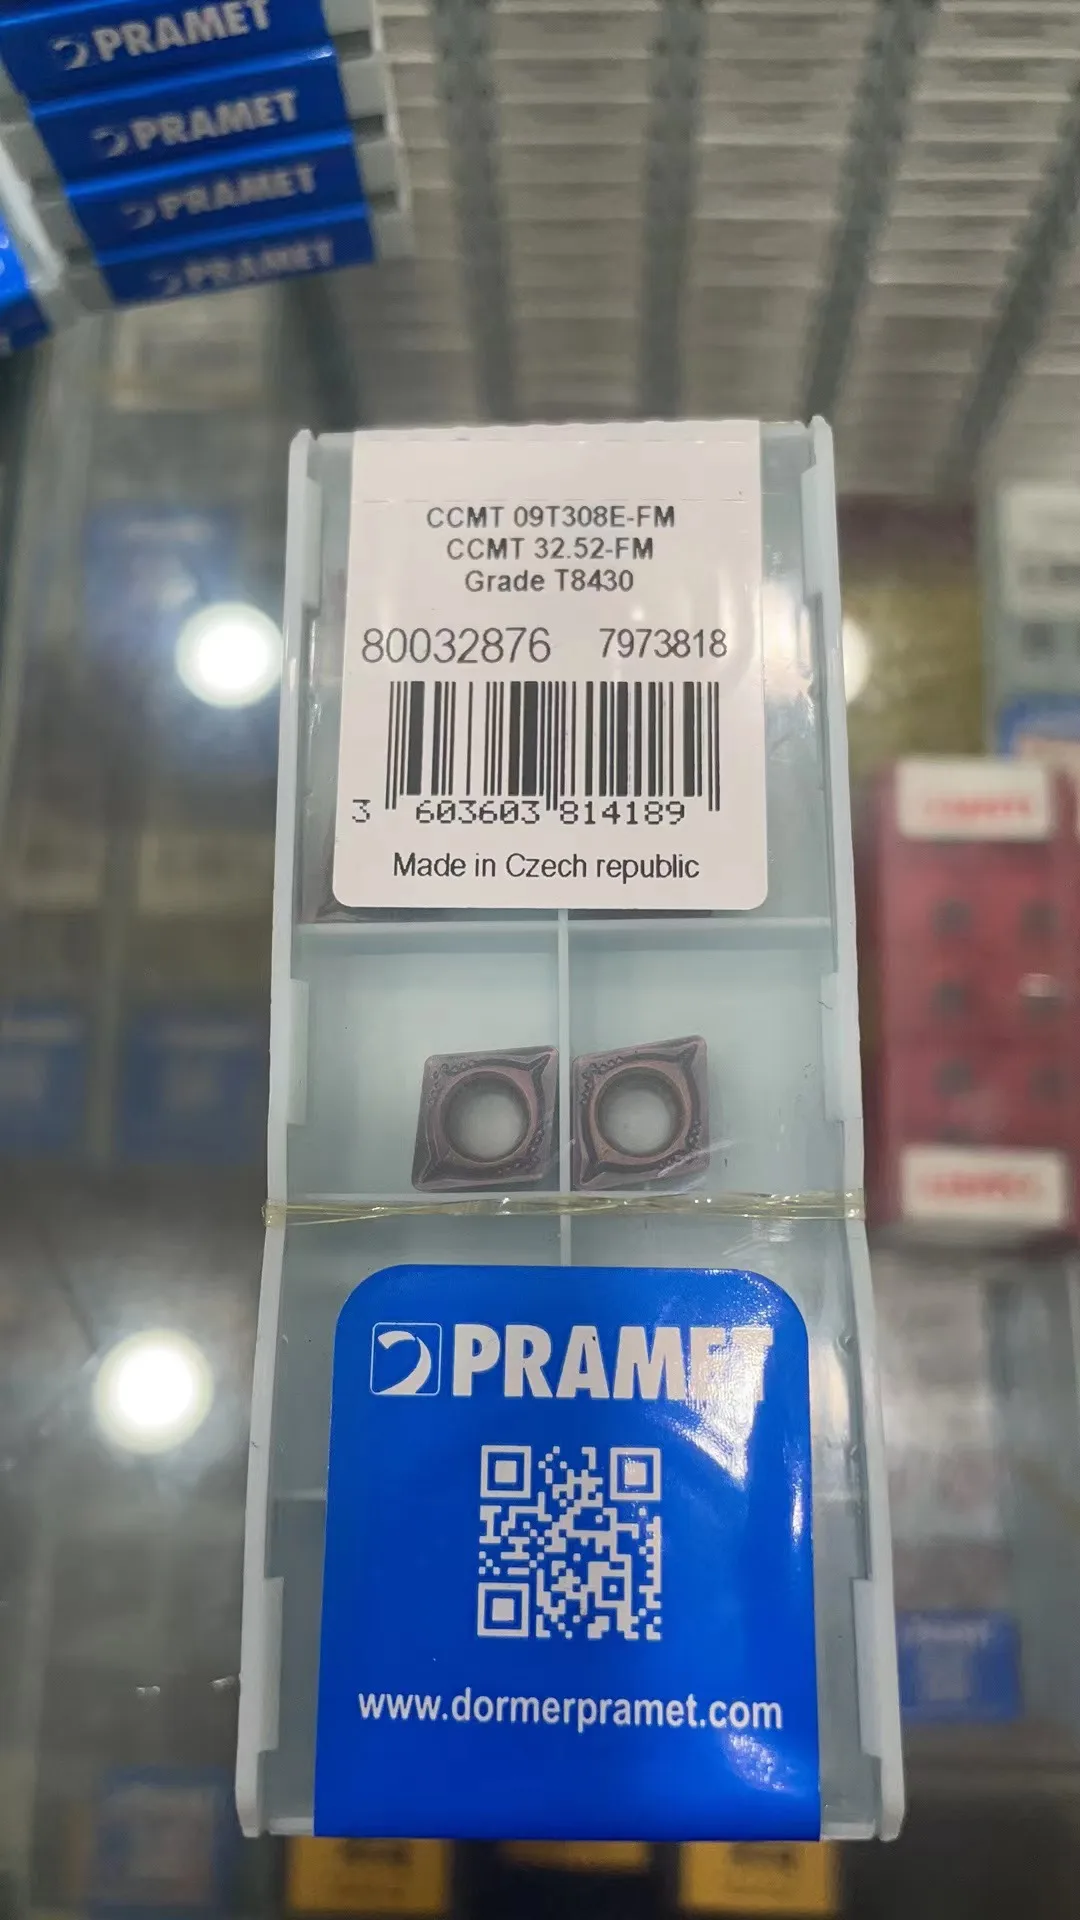 PRAMET
PRAMET
PRAMET
PRAMET
CCMT 09T308E-FM
CCMT 32.52-FM
Grade T8430
80032876 7973818
3 603603 814189
Made in Czech republic
PRAMET
www.dormerpramet.com